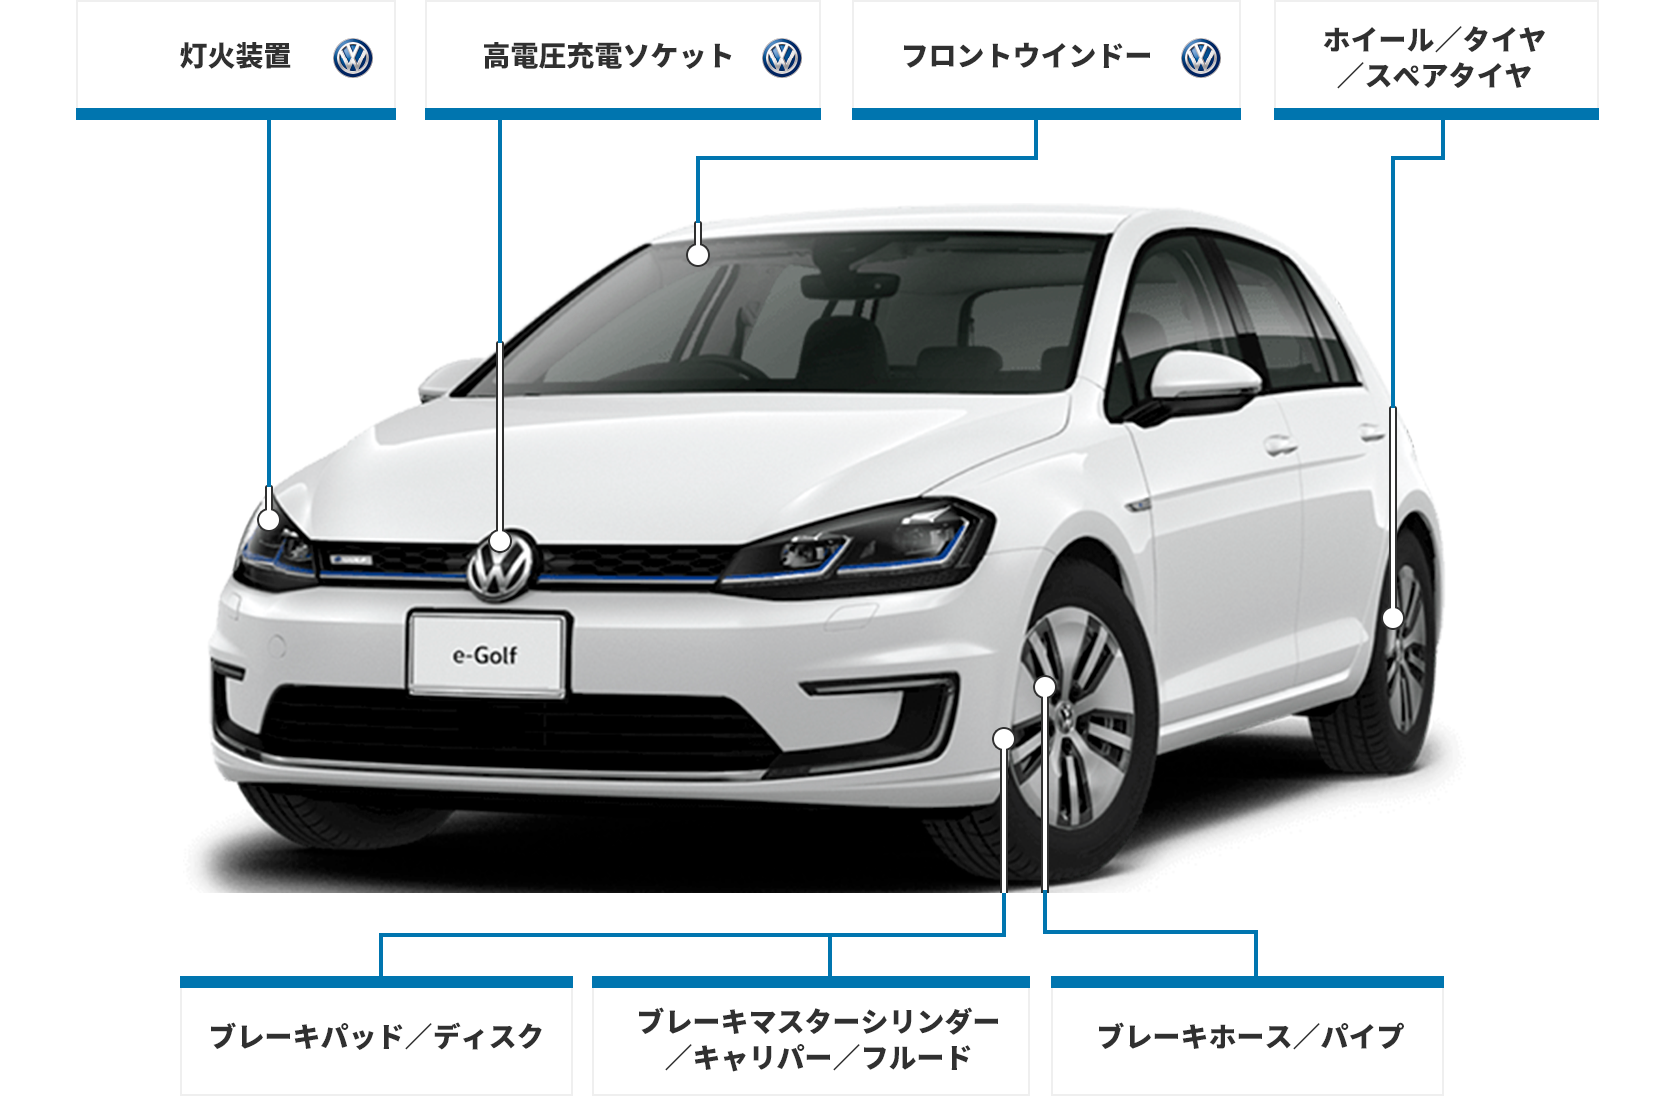 灯火装置
高電圧充電ソケット
フロントウインドー
ホイール／タイヤ
／スペアタイヤ
e-Golf
ブレーキパッド／ディスク
ブレーキマスターシリンダー
／キャリパー／フルード
ブレーキホース／パイプ